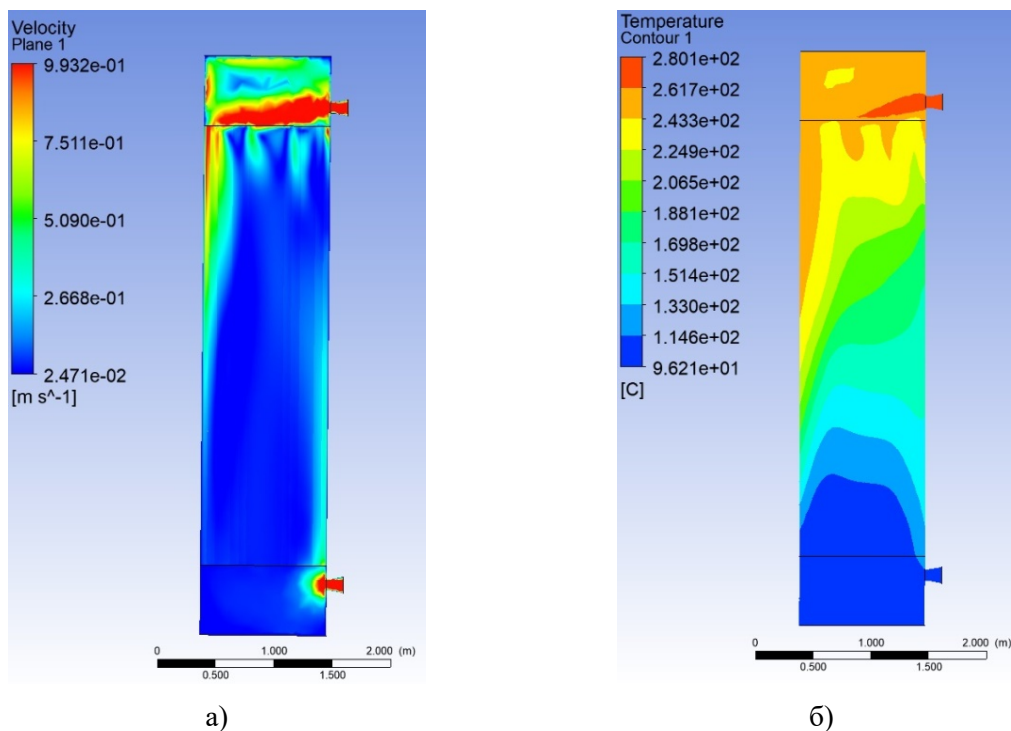 Velocity
Plane 1
9.932e-01
7.511e-01
5.090e-01
2.668e-01
2.471e-02
[m s^-1]
0 1.000 2.000 (m)
0.500 1.500
а)
Temperature
Contour 1
2.801e+02
2.617e+02
2.433e+02
2.249e+02
2.065e+02
1.881e+02
1.698e+02
1.514e+02
1.330e+02
1.146e+02
9.621e+01
[C]
0 1.000 2.000 (m)
0.500 1.500
б)